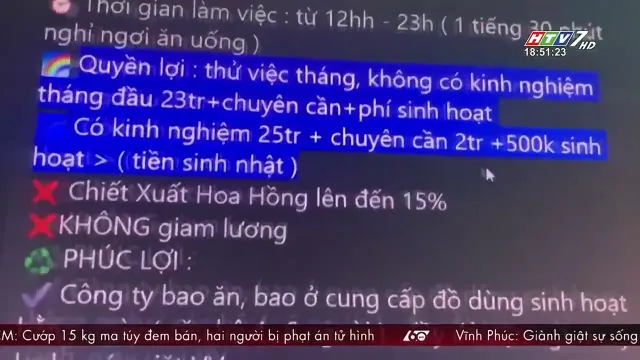 Thời gian làm việc : từ 12hh - 23h ( 1 tiếng 30 phút
nghỉ ngơi ăn uống )
HTV7 HD
18:51:23
Quyền lợi : thử việc tháng, không có kinh nghiệm
tháng đầu 23tr+chuyên cần+phí sinh hoạt
Có kinh nghiệm 25tr + chuyên cần 2tr +500k sinh
hoạt > ( tiền sinh nhật )
Chiết Xuất Hoa Hồng lên đến 15%
KHÔNG giam lương
PHÚC LỢI :
Công ty bao ăn, bao ở cung cấp đồ dùng sinh hoạt
CM: Cướp 15 kg ma túy đem bán, hai người bị phạt án tử hình
60
Vĩnh Phúc: Giành giật sự sống